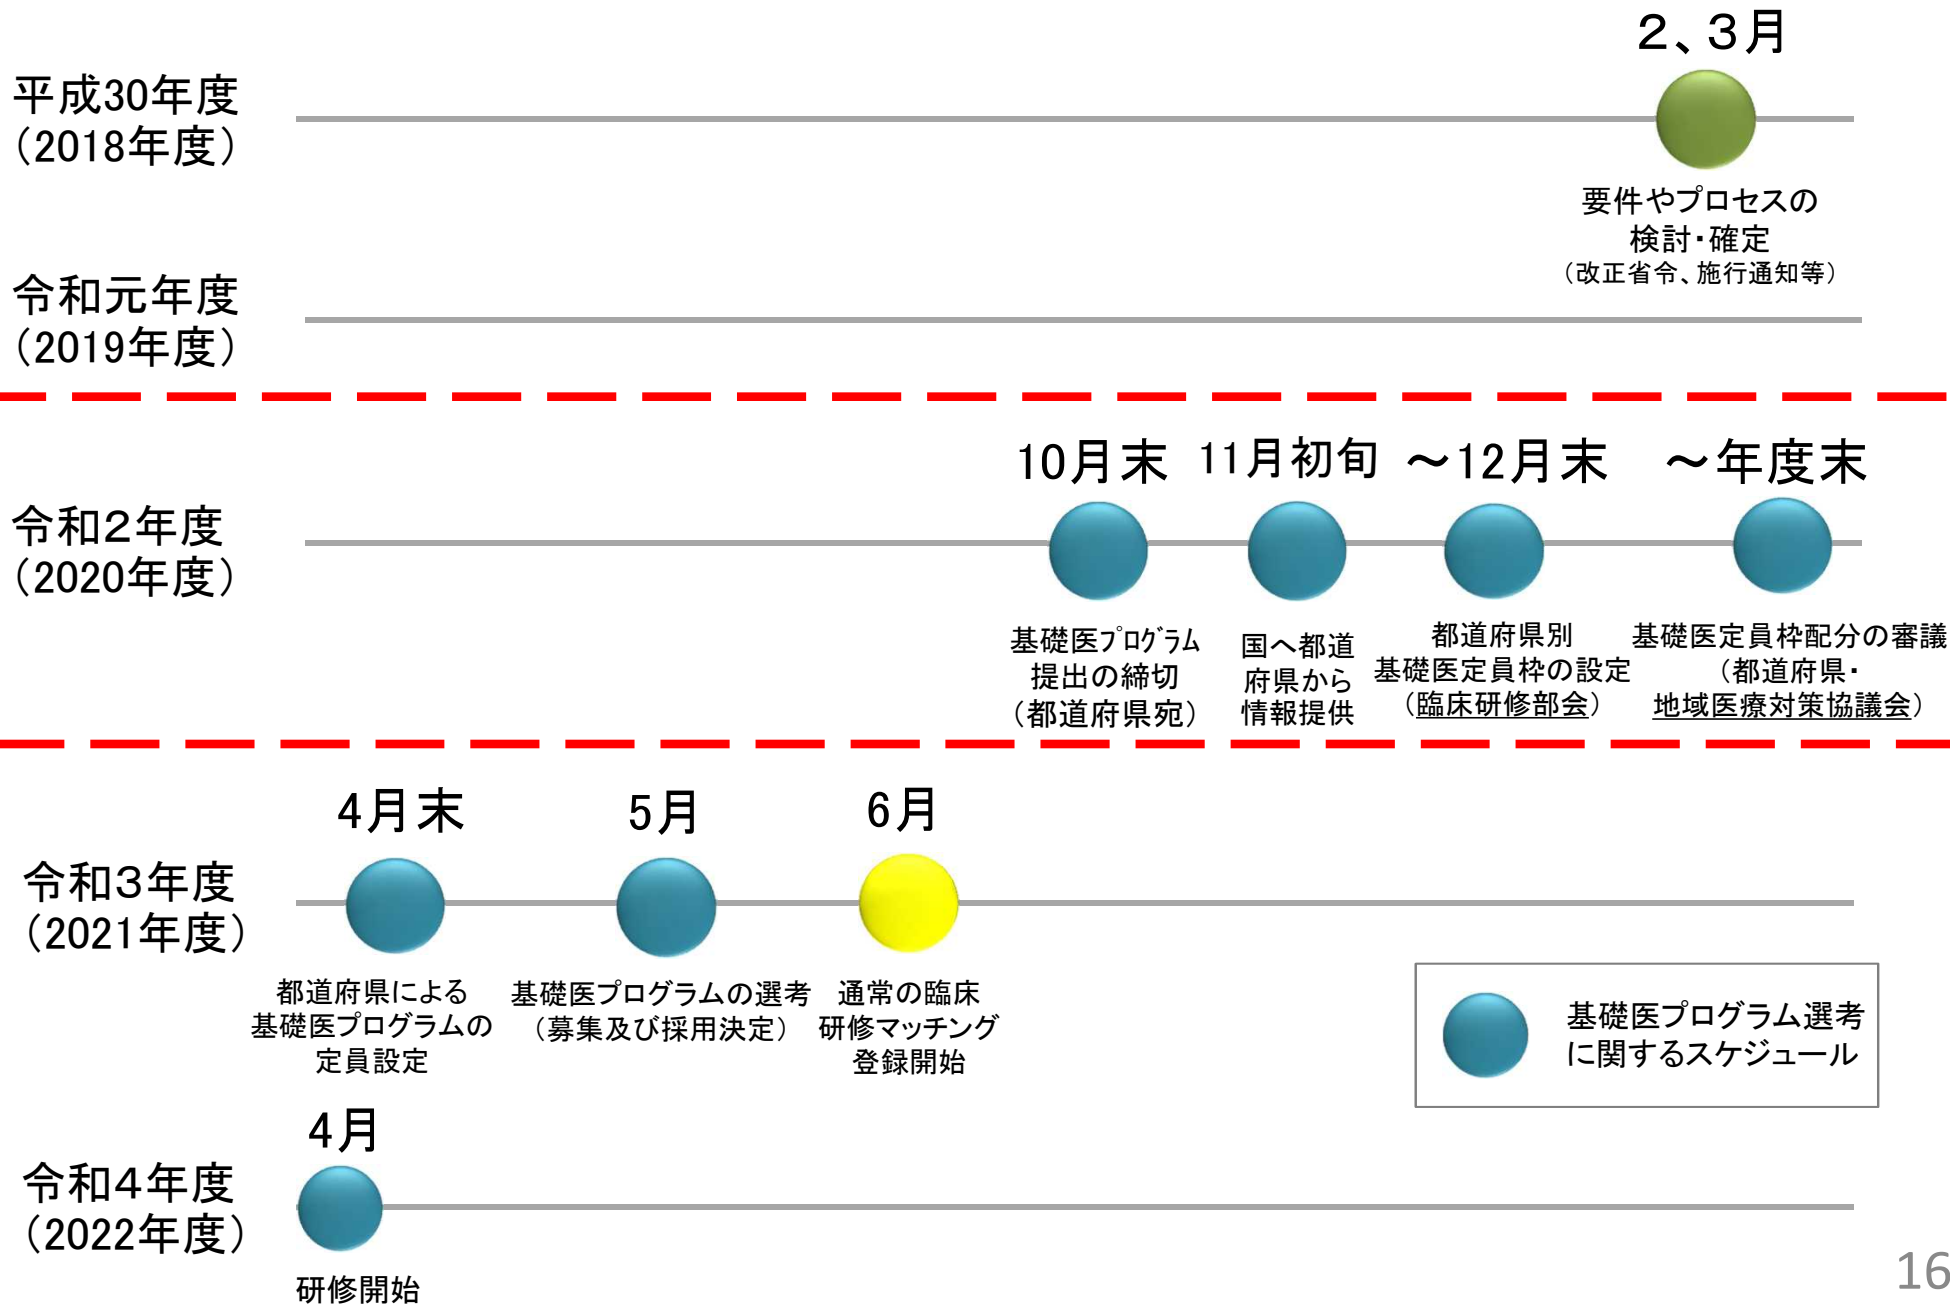 2、3月
平成30年度
（2018年度）
要件やプロセスの
検討・確定
（改正省令、施行通知等）
令和元年度
（2019年度）
10月末
11月初旬
～12月末
～年度末
令和2年度
（2020年度）
基礎医プログラム
提出の締切
（都道府県宛）
国へ都道
府県から
情報提供
都道府県別
基礎医定員枠の設定
（臨床研修部会）
基礎医定員枠配分の審議
（都道府県・
地域医療対策協議会）
4月末
5月
6月
令和3年度
（2021年度）
都道府県による
基礎医プログラムの
定員設定
基礎医プログラムの選考
（募集及び採用決定）
通常の臨床
研修マッチング
登録開始
基礎医プログラム選考
に関するスケジュール
4月
令和4年度
（2022年度）
研修開始
16